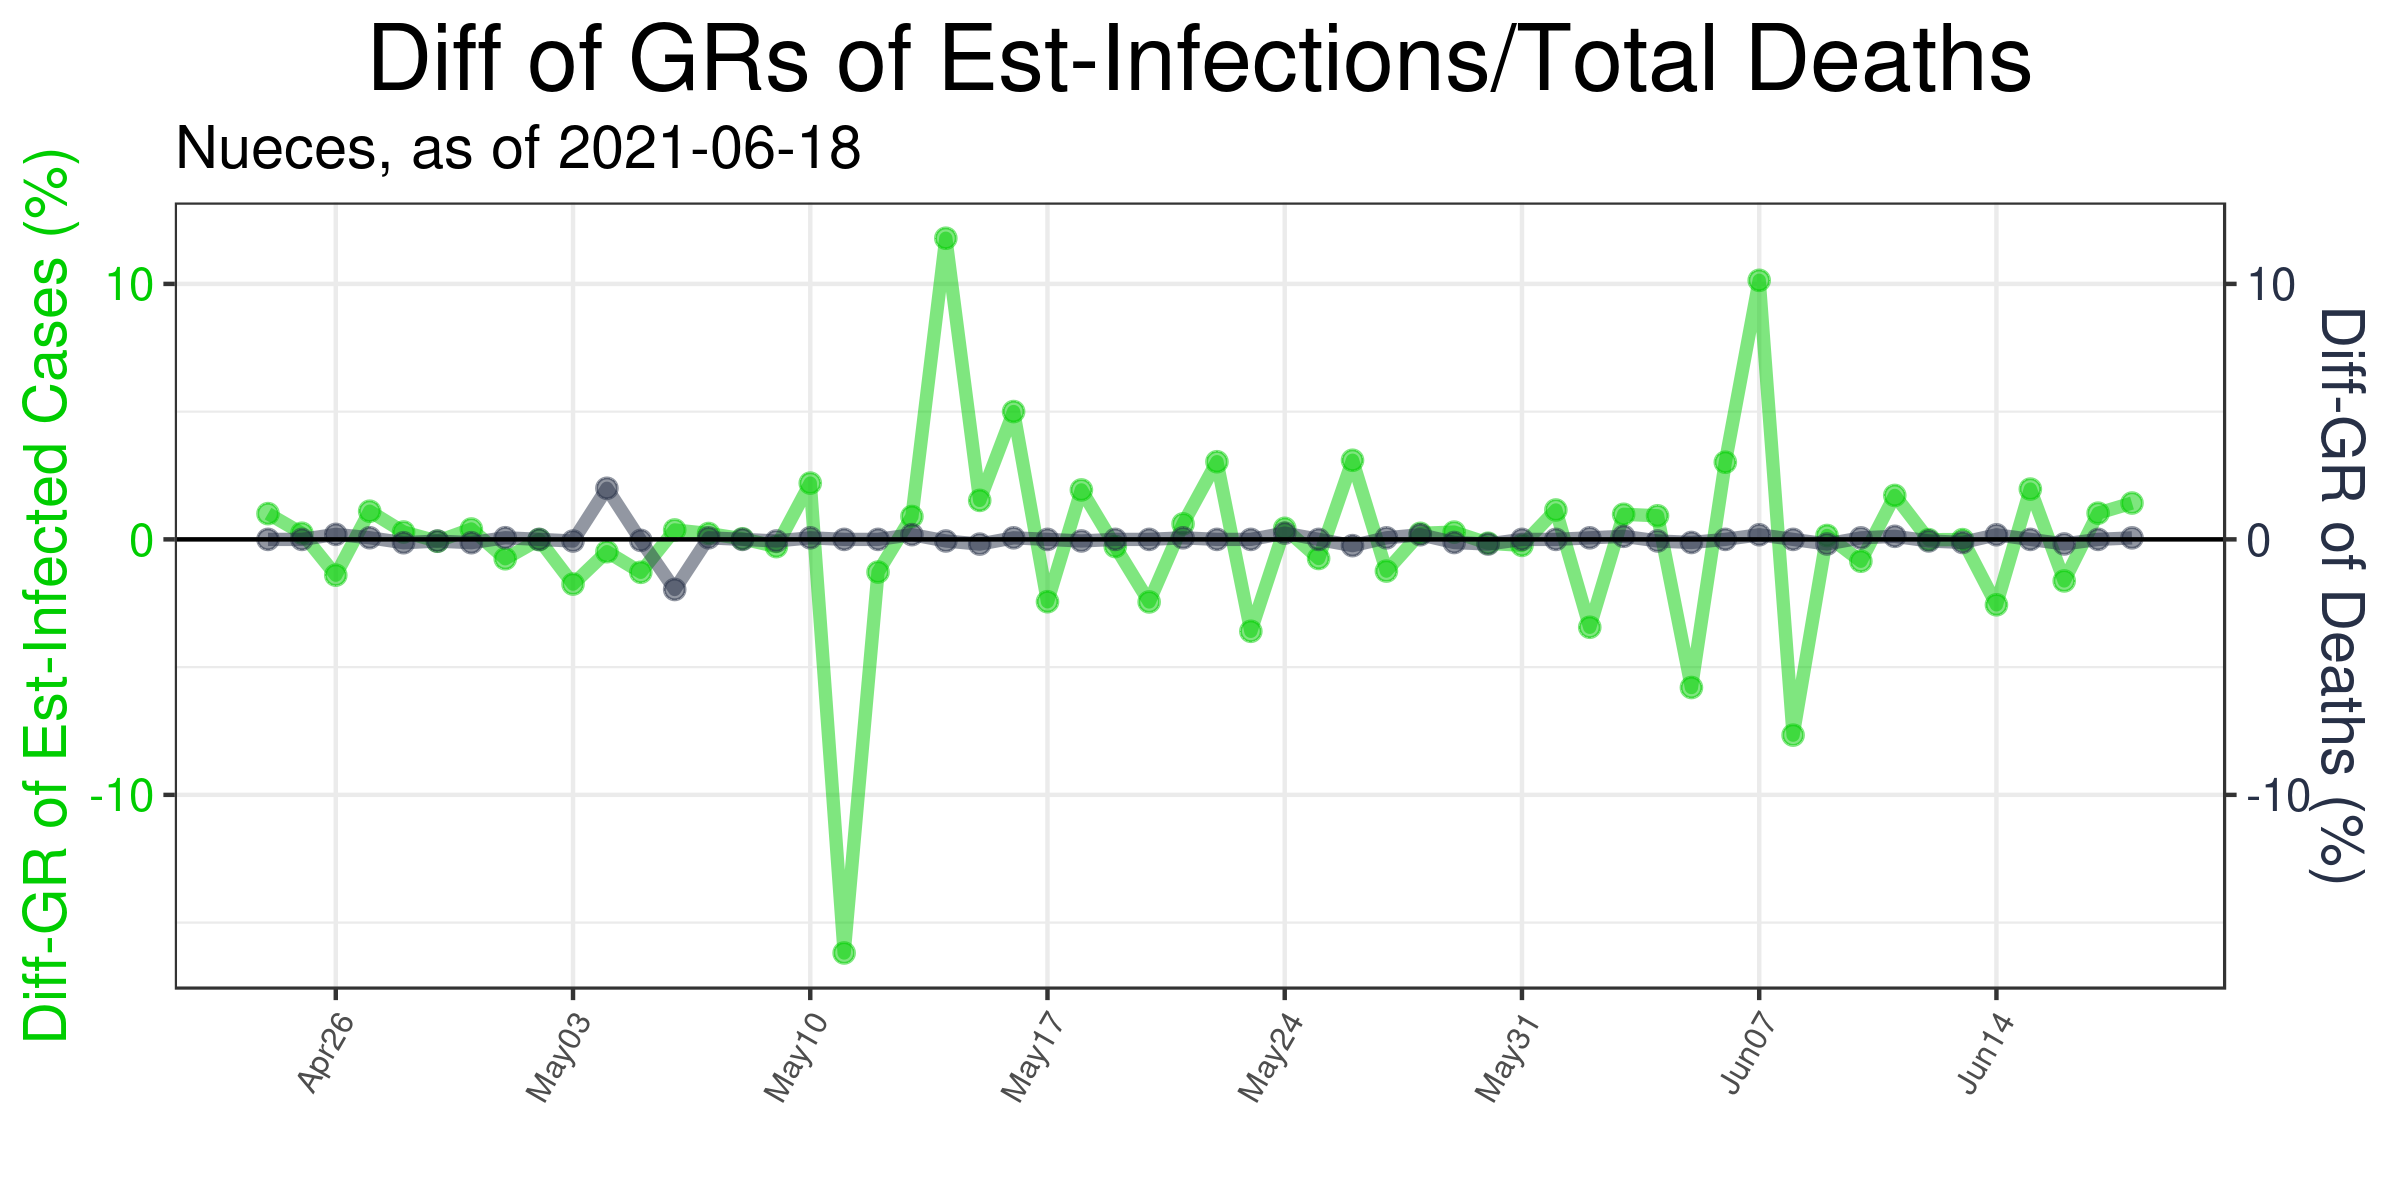 Diff of GRs of Est-Infections/Total Deaths
Nueces, as of 2021-06-18
Diff-GR of Est-Infected Cases (%)
10
0
-10
10
0
-10
Diff-GR of Deaths (%)
Apr26
May03
May10
May17
May24
May31
Jun07
Jun14